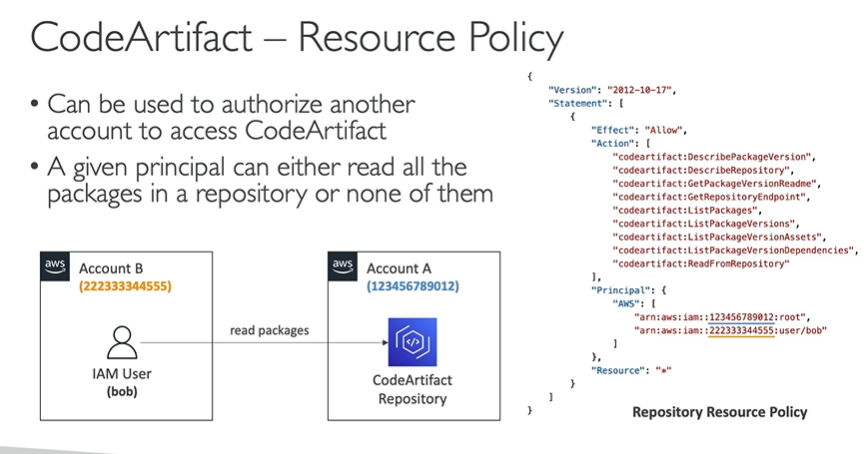 CodeArtifact – Resource Policy
• Can be used to authorize another
account to access CodeArtifact
• A given principal can either read all the
packages in a repository or none of them
aws
Account B
(222333344555)
IAM User
(bob)
read packages
aws
Account A
(123456789012)
CodeArtifact
Repository
{
"Version": "2012-10-17",
"Statement": [
{
"Effect": "Allow",
"Action": [
"codeartifact:DescribePackageVersion",
"codeartifact:DescribeRepository",
"codeartifact:GetPackageVersionReadme",
"codeartifact:GetRepositoryEndpoint",
"codeartifact:ListPackages",
"codeartifact:ListPackageVersions",
"codeartifact:ListPackageVersionAssets",
"codeartifact:ListPackageVersionDependencies",
"codeartifact:ReadFromRepository"
],
"Principal": {
"AWS": [
"arn:aws:iam::123456789012:root",
"arn:aws:iam::222333344555:user/bob"
]
},
"Resource": "*"
}
]
}
Repository Resource Policy